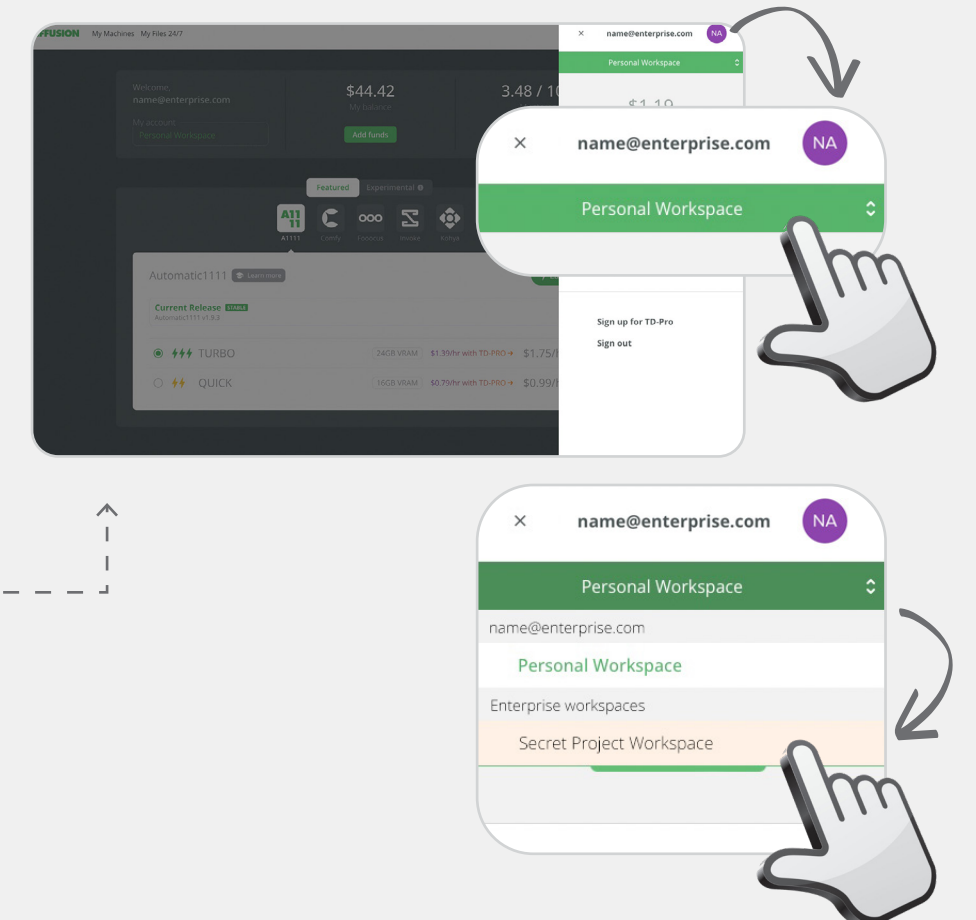 FUSION My Machines My Files 24/7
× name@enterprise.com NA
Personal Workspace
$1.19
Welcome,
name@enterprise.com
My account
Personal Workspace
$44.42
My balance
Add funds
3.48 / 10
× name@enterprise.com NA
Personal Workspace
Featured Experimental
A1111 Comfy Fooocus Invoke Kohya
Automatic1111 Learn more
Current Release STABLE
Automatic1111 v1.9.3
TURBO 24GB VRAM $1.39/hr with TD-PRO → $1.75/h
QUICK 16GB VRAM $0.79/hr with TD-PRO → $0.99/h
Sign up for TD-Pro
Sign out
× name@enterprise.com NA
Personal Workspace
name@enterprise.com
Personal Workspace
Enterprise workspaces
Secret Project Workspace